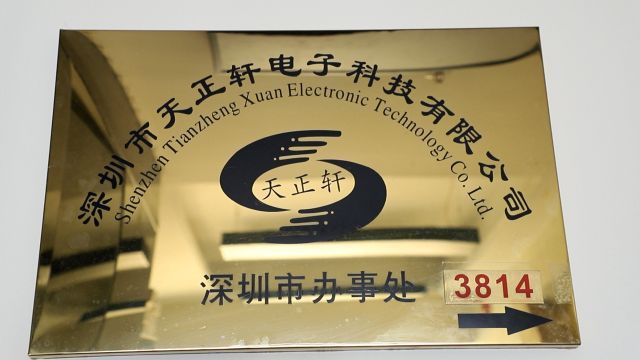 深圳市天正轩电子科技有限公司
Shenzhen Tianzheng Xuan Electronic Technology Co. Ltd.
天正轩
深圳市办事处
3814